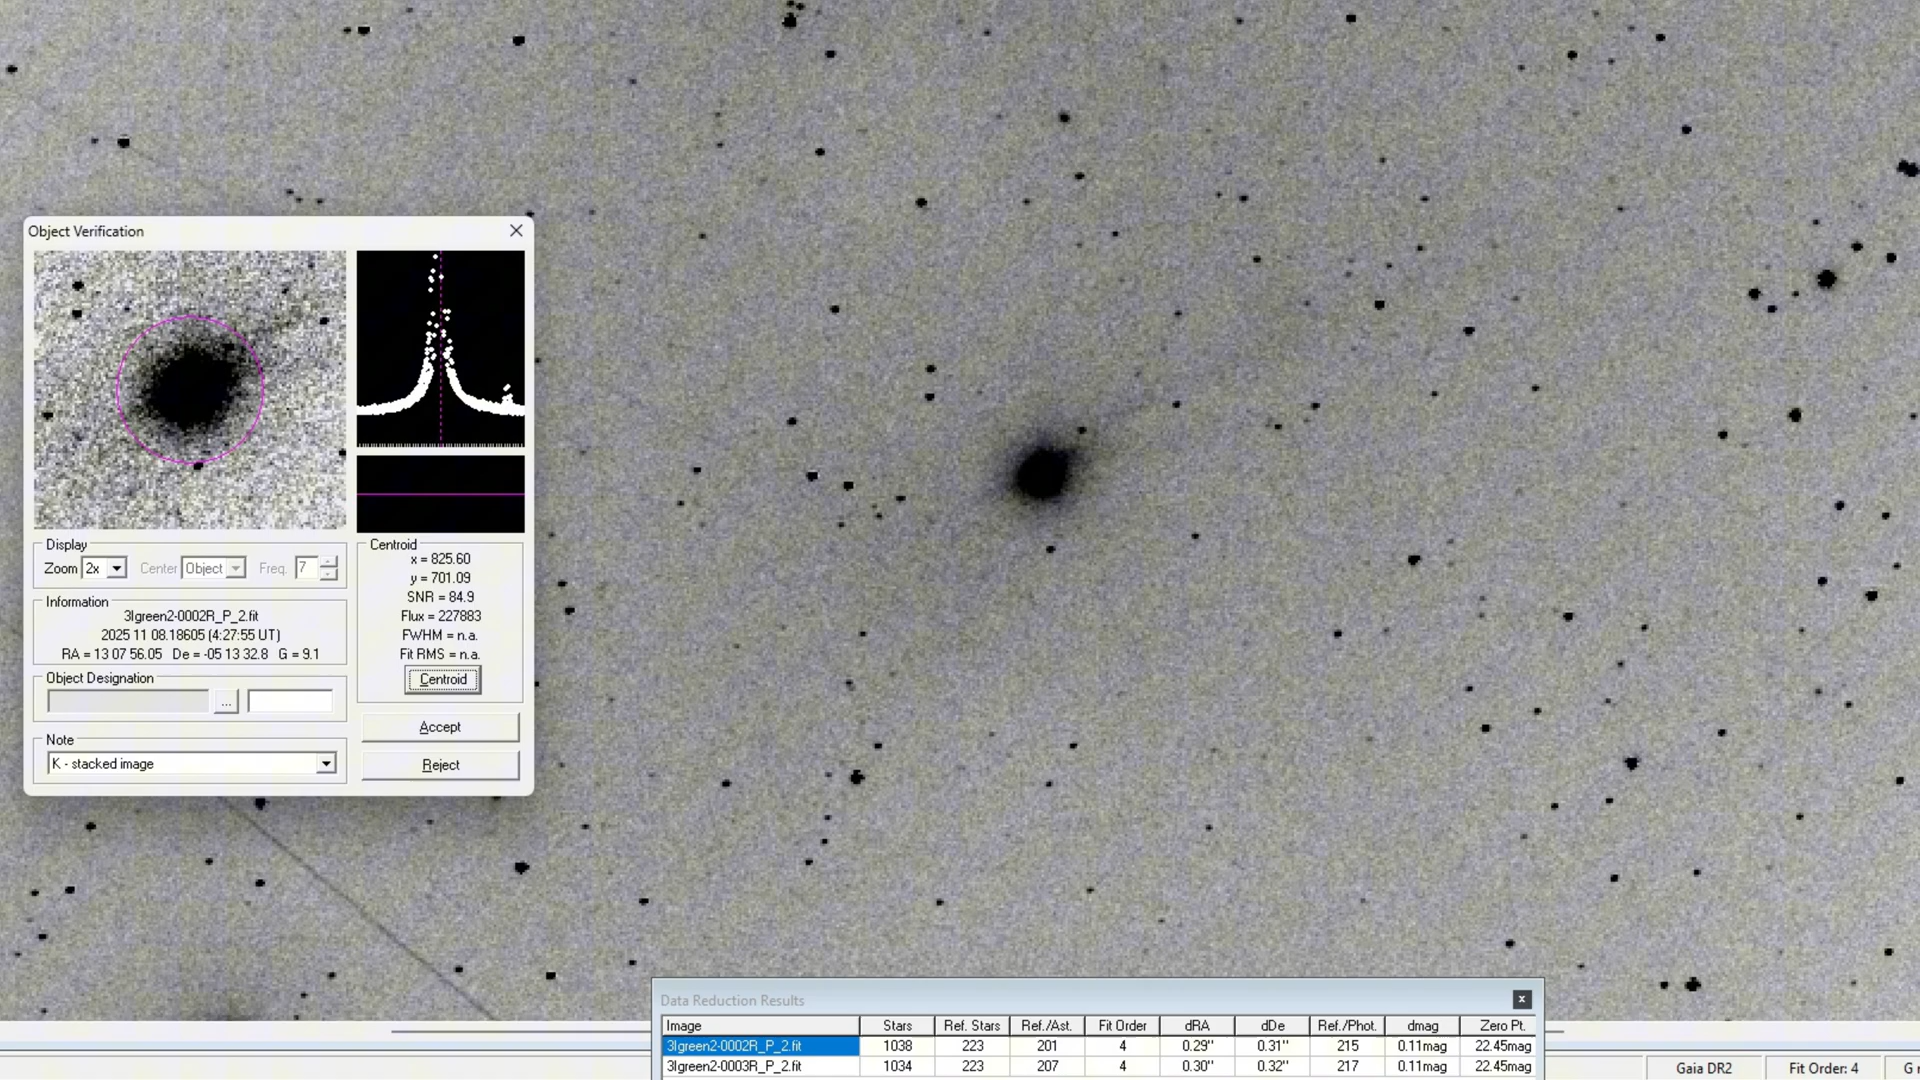 Object Verification
Display
Zoom 2x Center Object Freq. 7
Information
3Igreen2-0002R_P_2.fit
2025 11 08.18605 (4:27:55 UT)
RA = 13 07 56.05 De = -05 13 32.8 G = 9.1
Object Designation
...
Note
K - stacked image
Centroid
x = 825.60
y = 701.09
SNR = 84.9
Flux = 227883
FWHM = n.a.
Fit RMS = n.a.
Centroid
Accept
Reject
Data Reduction Results
Image Stars Ref. Stars Ref./Ast. Fit Order dRA dDe Ref./Phot. dmag Zero Pt.
3Igreen2-0002R_P_2.fit 1038 223 201 4 0.29'' 0.31'' 215 0.11mag 22.45mag
3Igreen2-0003R_P_2.fit 1034 223 207 4 0.30'' 0.32'' 217 0.11mag 22.45mag
Gaia DR2 Fit Order: 4 G